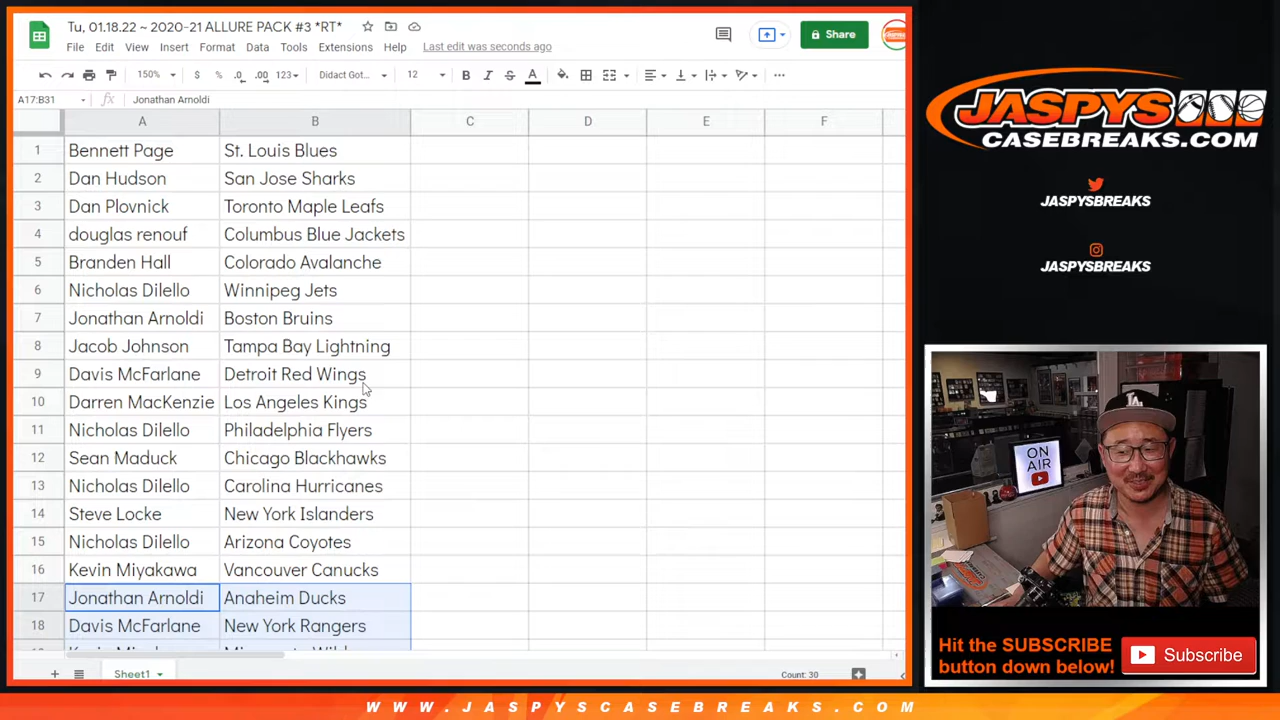 Tu, 01.18.22 ~ 2020-21 ALLURE PACK #3 *RT*
File Edit View Insert Format Data Tools Extensions Help Last edit was seconds ago
Share
150% $ % .0 .00 123 Didact Got... 12 B I S A
A17:B31 fx Jonathan Arnoldi
A B C D E F
1 Bennett Page St. Louis Blues
2 Dan Hudson San Jose Sharks
3 Dan Plovnick Toronto Maple Leafs
4 douglas renouf Columbus Blue Jackets
5 Branden Hall Colorado Avalanche
6 Nicholas Dilello Winnipeg Jets
7 Jonathan Arnoldi Boston Bruins
8 Jacob Johnson Tampa Bay Lightning
9 Davis McFarlane Detroit Red Wings
10 Darren MacKenzie Los Angeles Kings
11 Nicholas Dilello Philidelphia Flyers
12 Sean Maduck Chicago Blackhawks
13 Nicholas Dilello Carolina Hurricanes
14 Steve Locke New York Islanders
15 Nicholas Dilello Arizona Coyotes
16 Kevin Miyakawa Vancouver Canucks
17 Jonathan Arnoldi Anaheim Ducks
18 Davis McFarlane New York Rangers
Sheet1
Count: 30
JASPYS
CASEBREAKS.COM
JASPYSBREAKS
JASPYSBREAKS
LA
ON
AIR
Hit the SUBSCRIBE
button down below!
Subscribe
WWW.JASPYSCASEBREAKS.COM